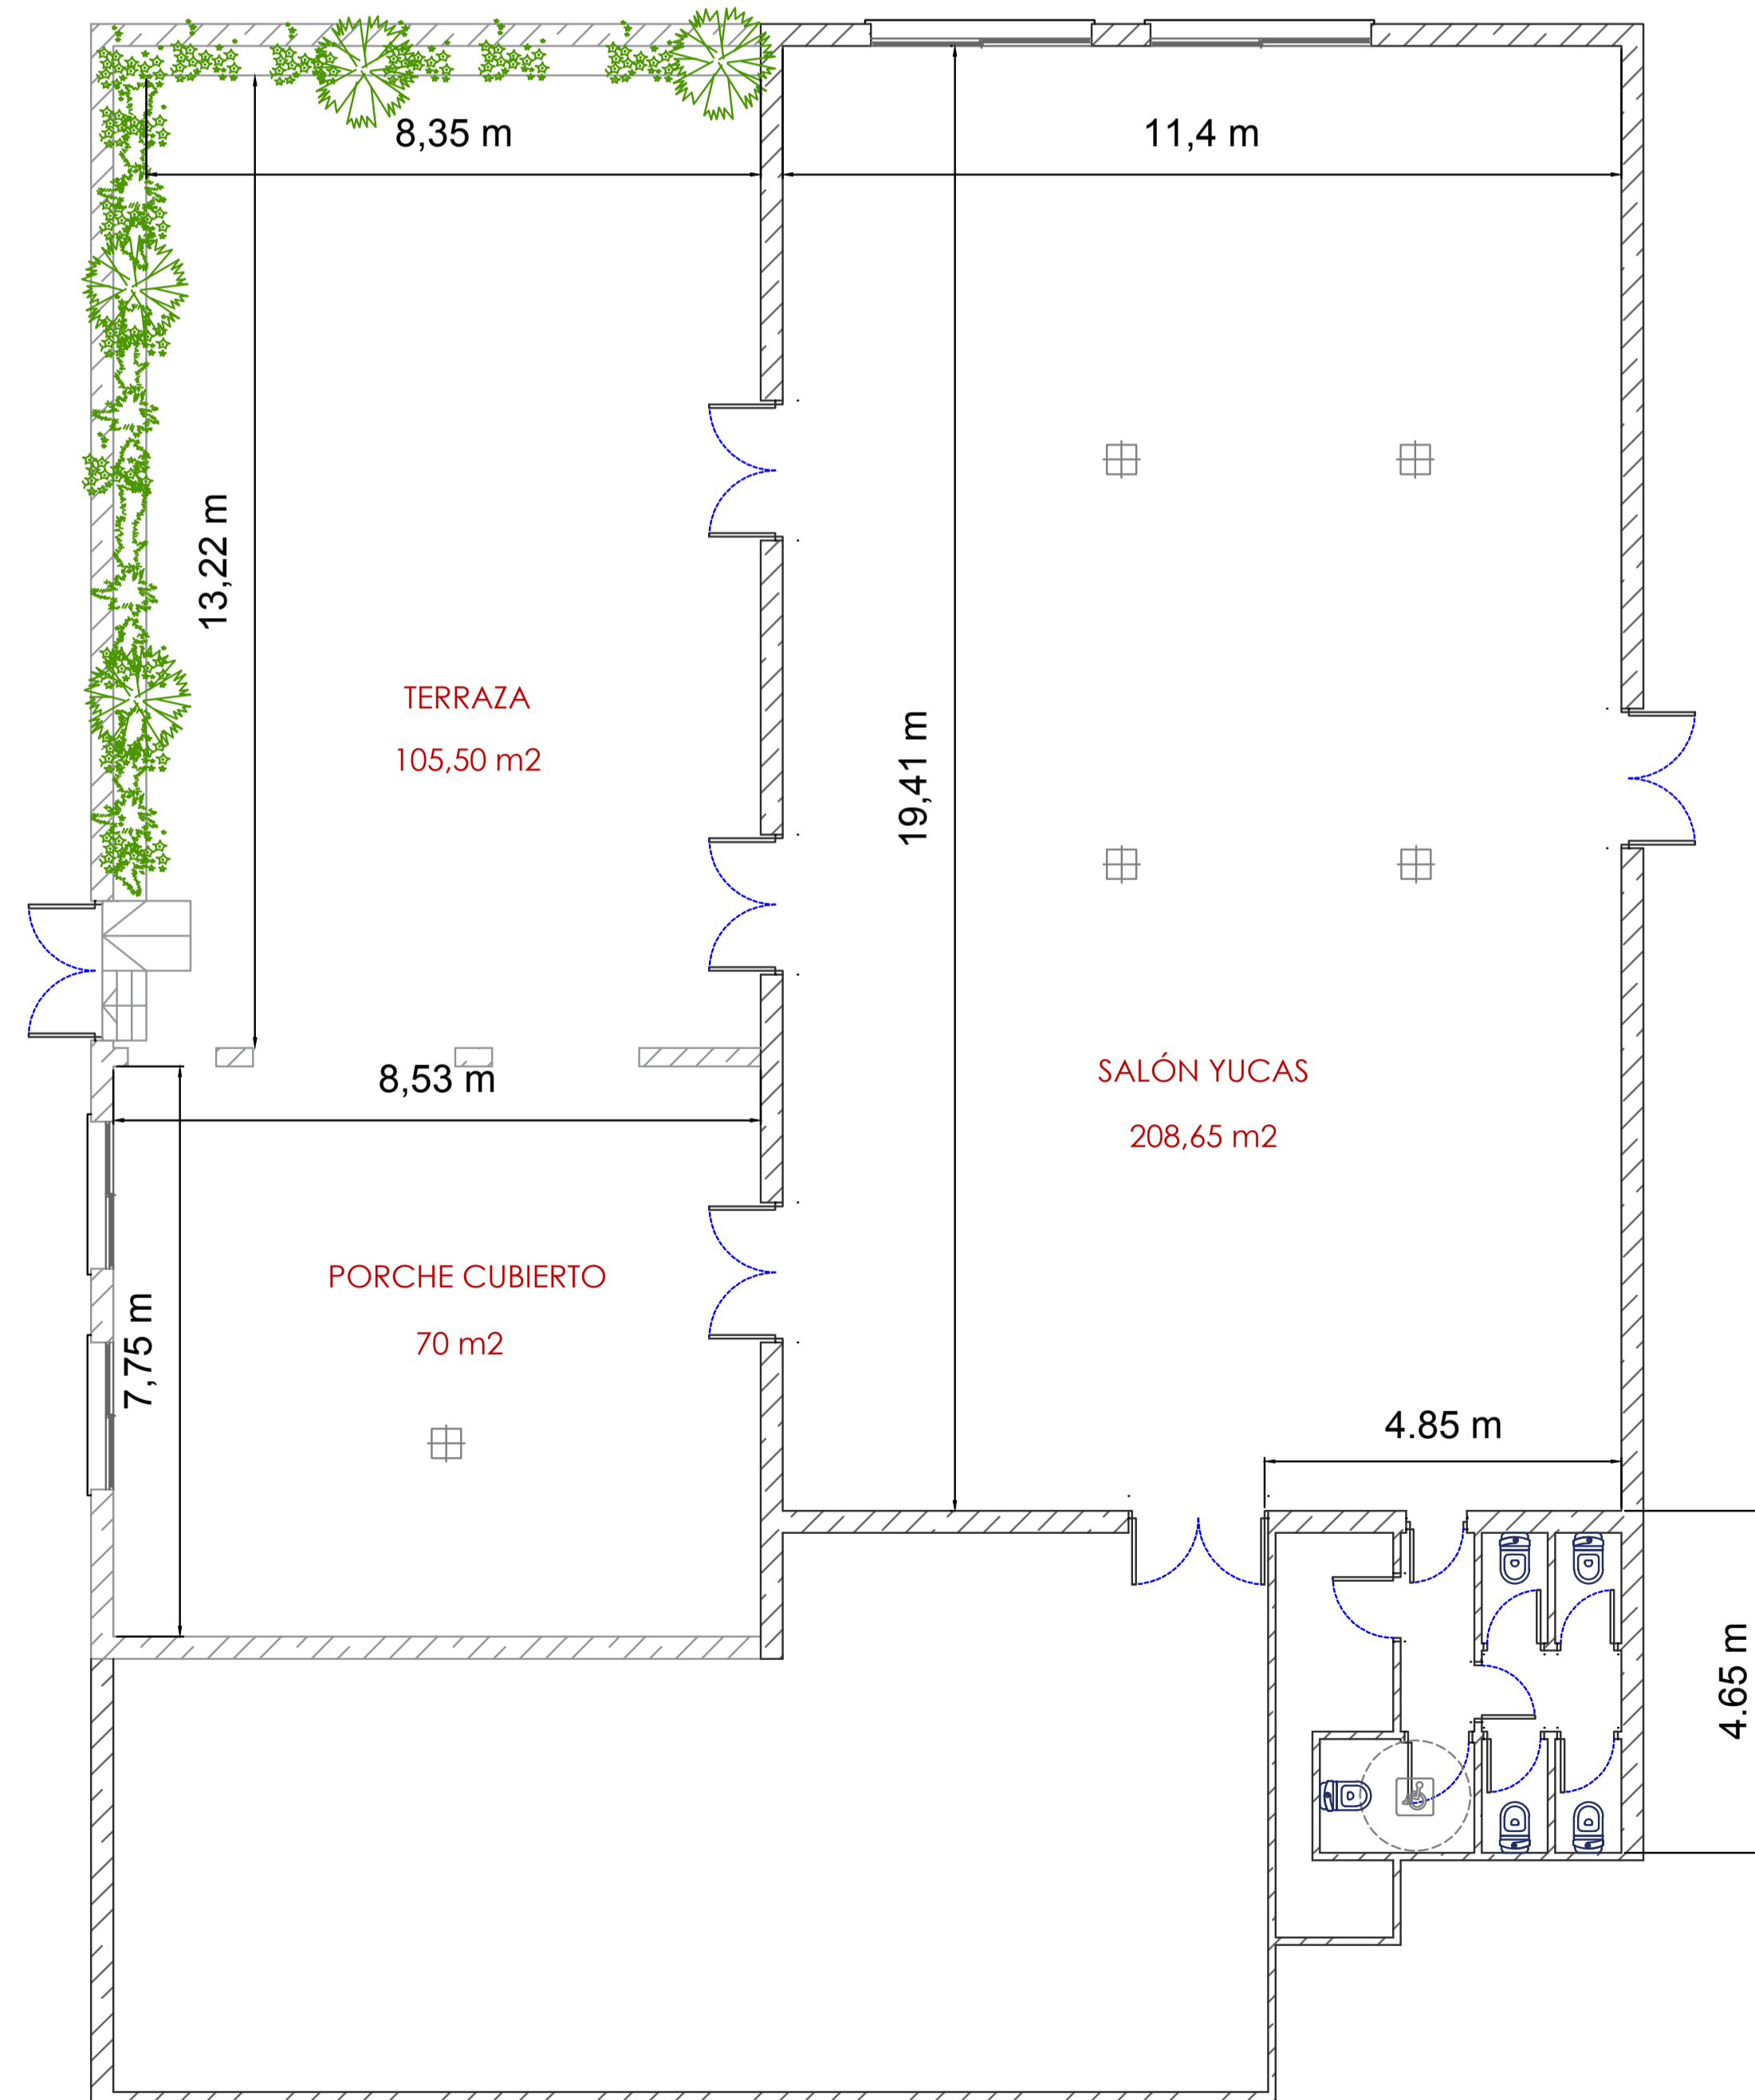 8,35 m
11,4 m
13,22 m
TERRAZA
105,50 m2
19,41 m
8,53 m
SALÓN YUCAS
208,65 m2
PORCHE CUBIERTO
70 m2
7,75 m
4.85 m
4.65 m